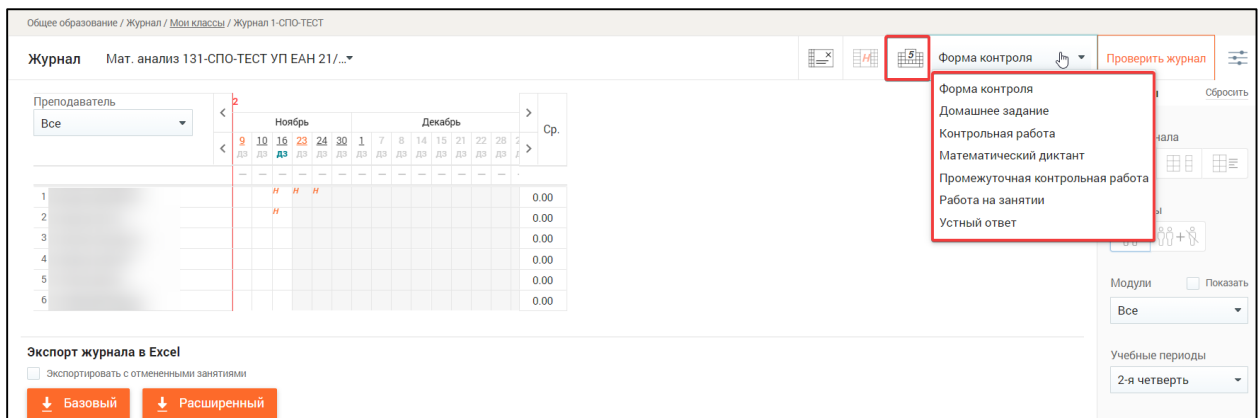 Общее образование / Журнал / Мои классы / Журнал 1-СПО-ТЕСТ
Журнал Мат. анализ 131-СПО-ТЕСТ УП ЕАН 21/...
Н 5 Форма контроля Проверить журнал
Форма контроля
Домашнее задание
Контрольная работа
Математический диктант
Промежуточная контрольная работа
Работа на занятии
Устный ответ
Сбросить
Преподаватель
Все
2
Ноябрь Декабрь Ср.
9 10 16 23 24 30 1 7 8 14 15 21 22 28
дз дз дз дз дз дз дз дз дз дз дз дз дз дз
– – – – – – – – – – – – – –
1 Н Н Н 0.00
2 Н 0.00
3 0.00
4 0.00
5 0.00
6 0.00
Модули Показать
Все
Учебные периоды
2-я четверть
Экспорт журнала в Excel
Экспортировать с отмененными занятиями
Базовый Расширенный